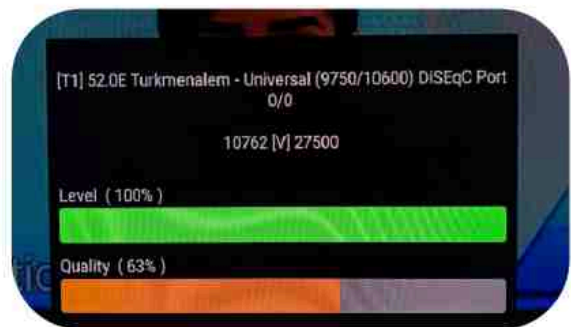 [T1] 52.0E Turkmenalem - Universal (9750/10600) DiSEqC Port
0/0
10762 [V] 27500
Level ( 100% )
Quality ( 63% )